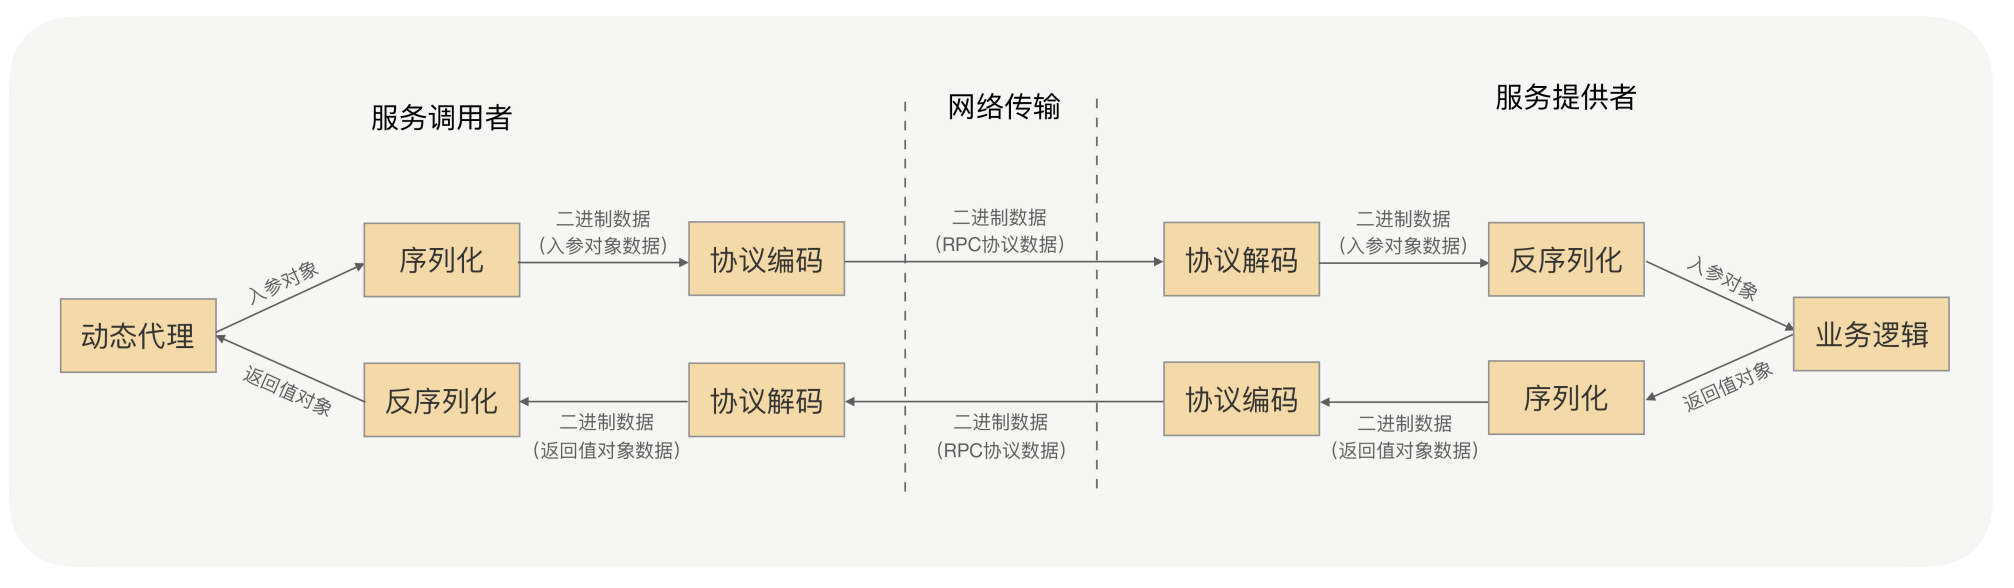 服务调用者
网络传输
服务提供者
二进制数据
(入参对象数据)
二进制数据
(RPC协议数据)
二进制数据
(入参对象数据)
序列化
协议编码
协议解码
反序列化
入参对象
入参对象
动态代理
业务逻辑
返回值对象
返回值对象
反序列化
协议解码
协议编码
序列化
二进制数据
(返回值对象数据)
二进制数据
(RPC协议数据)
二进制数据
(返回值对象数据)